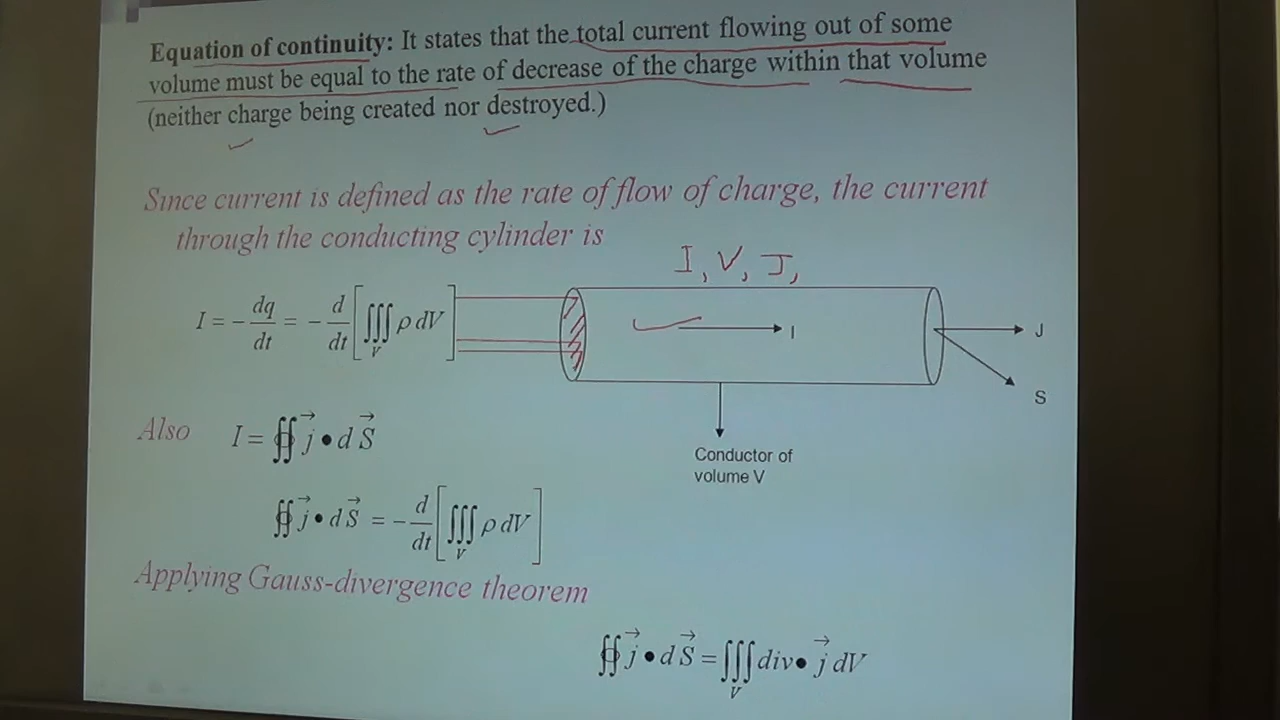 Equation of continuity: It states that the total current flowing out of some
volume must be equal to the rate of decrease of the charge within that volume
(neither charge being created nor destroyed.)
Since current is defined as the rate of flow of charge, the current
through the conducting cylinder is
I, V, J,
I = - dq/dt = - d/dt [∭_V ρ dV]
I
J
S
Also I = ∯ j⃗ • d S⃗
Conductor of
volume V
∯ j⃗ • d S⃗ = - d/dt [∭_V ρ dV]
Applying Gauss-divergence theorem
∯ j⃗ • d S⃗ = ∭_V div • j⃗ dV